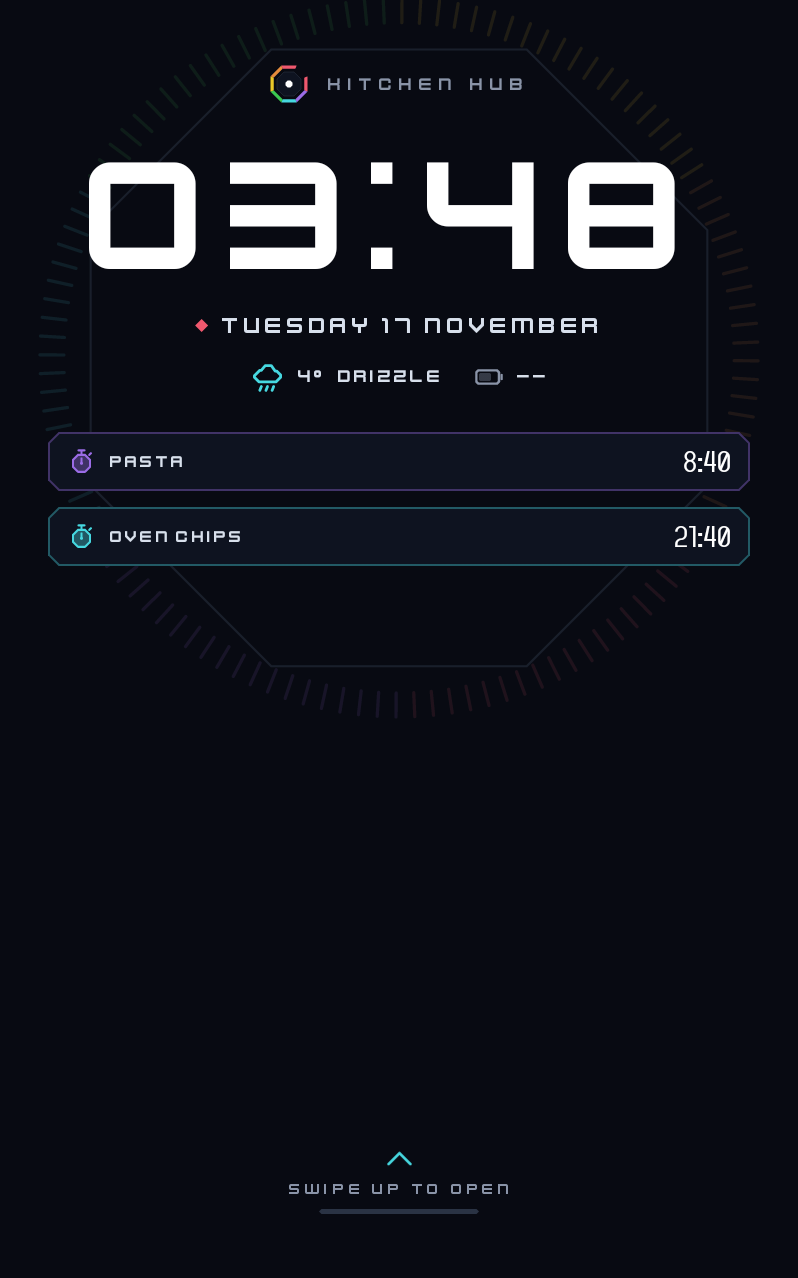 KITCHEN HUB
03:48
TUESDAY 17 NOVEMBER
4° DRIZZLE --
PASTA 8:40
OVEN CHIPS 21:40
SWIPE UP TO OPEN